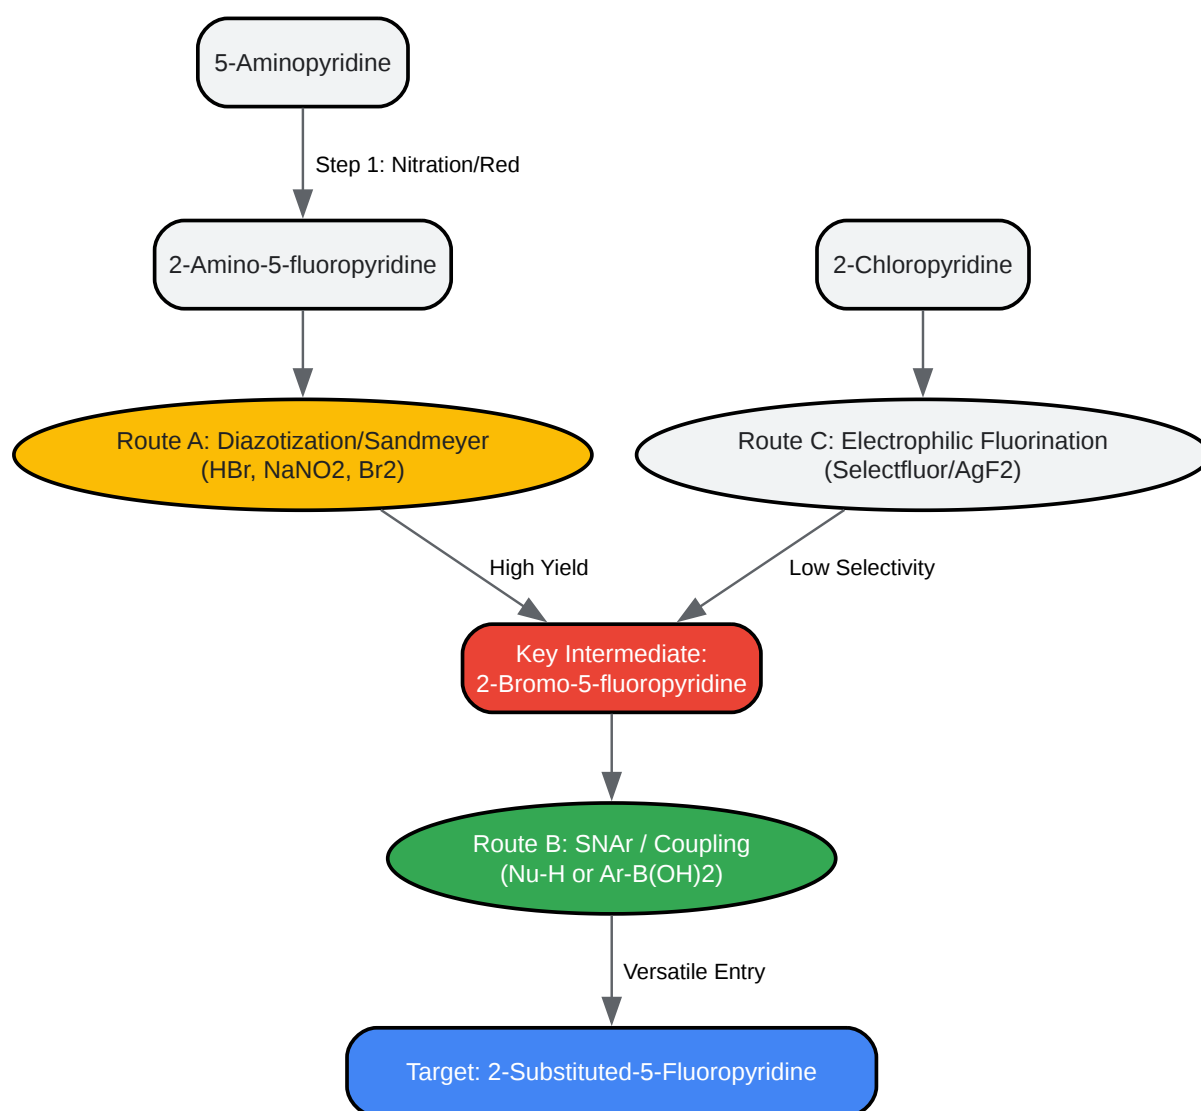 5-Aminopyridine
Step 1: Nitration/Red
2-Amino-5-fluoropyridine
2-Chloropyridine
Route A: Diazotization/Sandmeyer
(HBr, NaNO2, Br2)
Route C: Electrophilic Fluorination
(Selectfluor/AgF2)
High Yield
Low Selectivity
Key Intermediate:
2-Bromo-5-fluoropyridine
Route B: SNAr / Coupling
(Nu-H or Ar-B(OH)2)
Versatile Entry
Target: 2-Substituted-5-Fluoropyridine